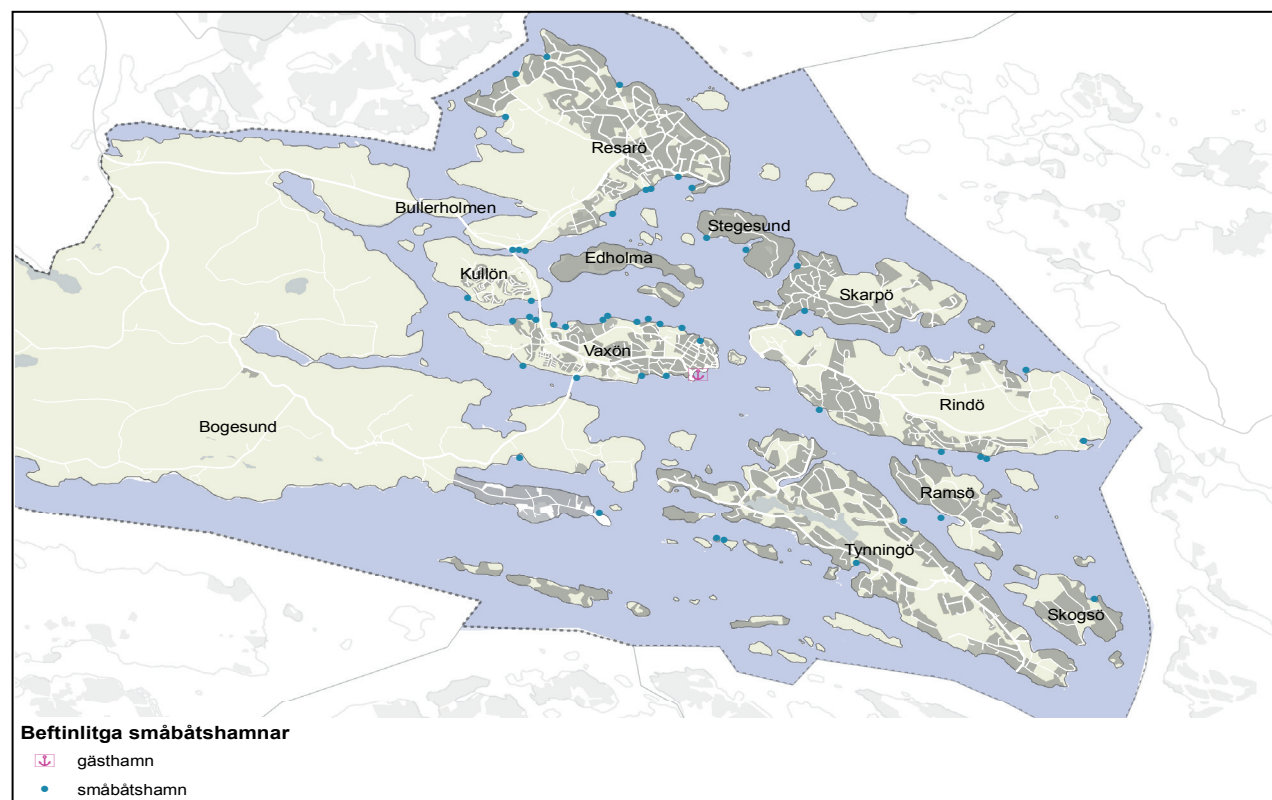 Resarö
Bullerholmen
Stegesund
Edholma
Kullön
Skarpö
Vaxön
Rindö
Bogesund
Ramsö
Tynningö
Skogsö
Beftinlitga småbåtshamnar
gästhamn
småbåtshamn